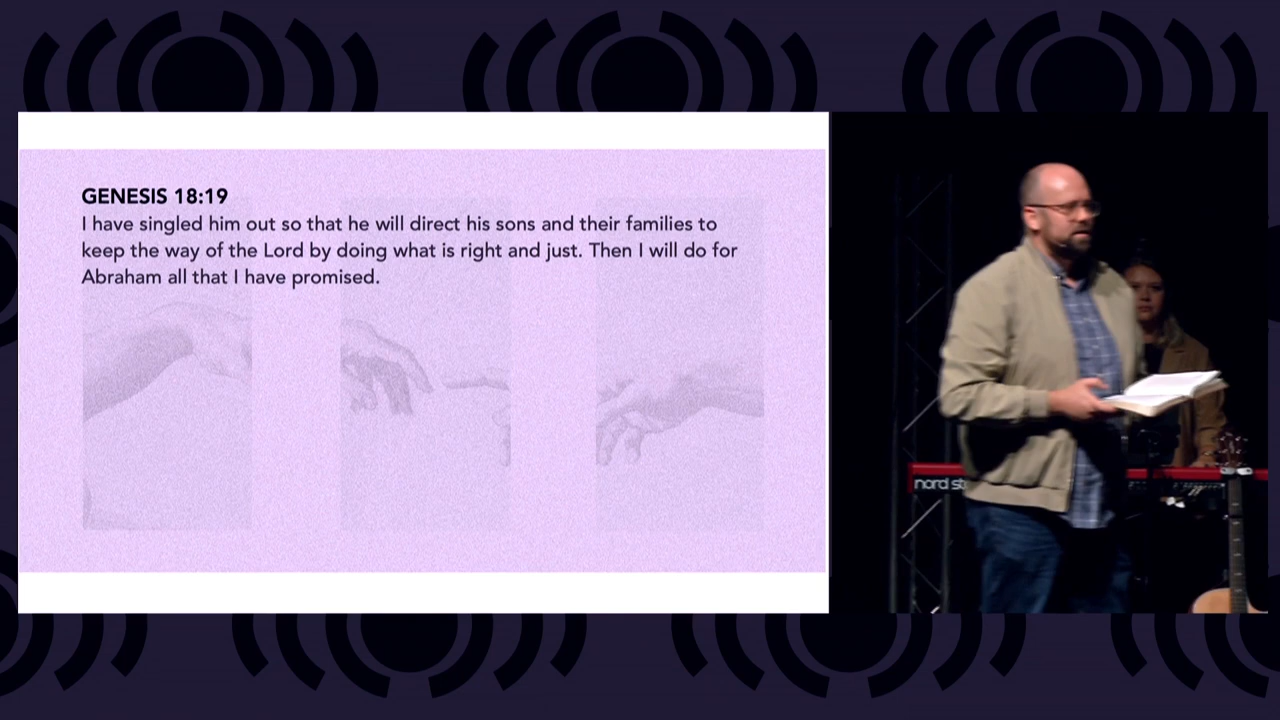 GENESIS 18:19
I have singled him out so that he will direct his sons and their families to
keep the way of the Lord by doing what is right and just. Then I will do for
Abraham all that I have promised.
nord st